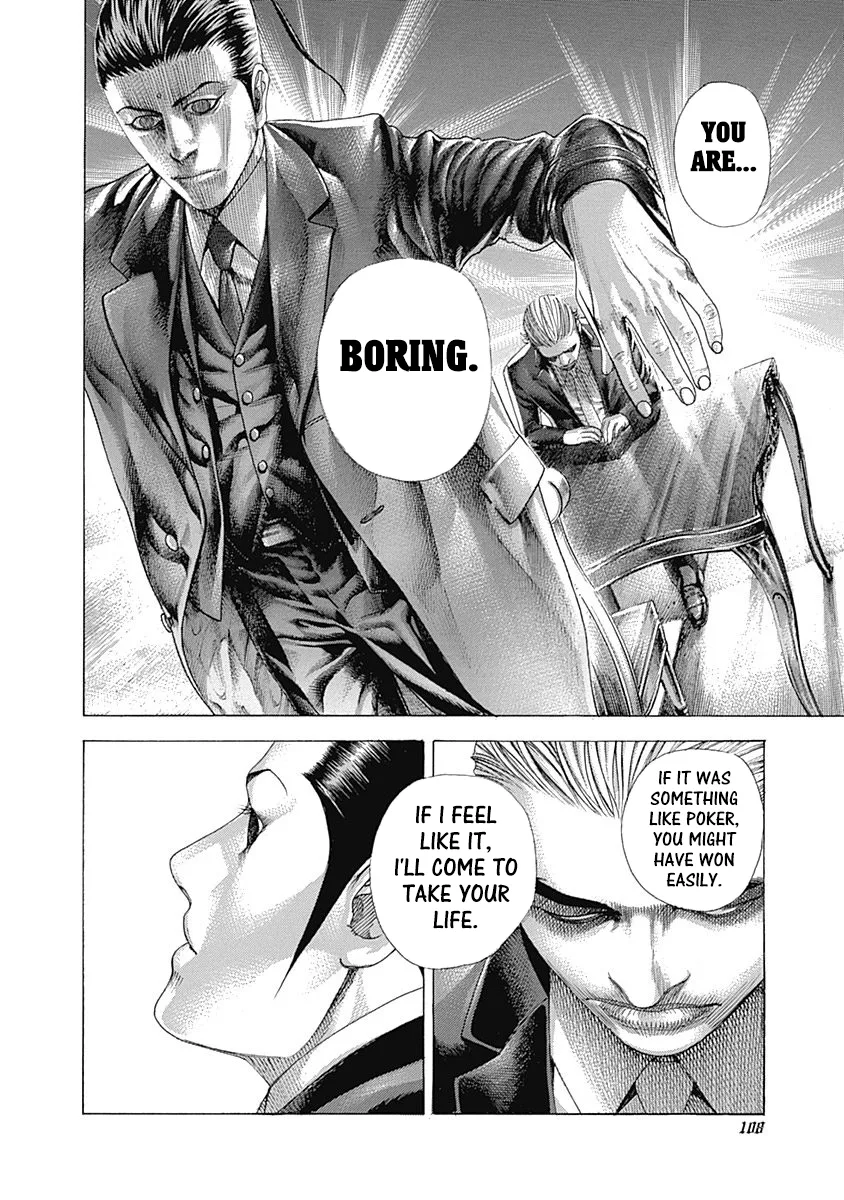 YOU
ARE...
BORING.
IF IT WAS
SOMETHING
LIKE POKER,
YOU MIGHT
HAVE WON
EASILY.
IF I FEEL
LIKE IT,
I'LL COME TO
TAKE YOUR
LIFE.
108